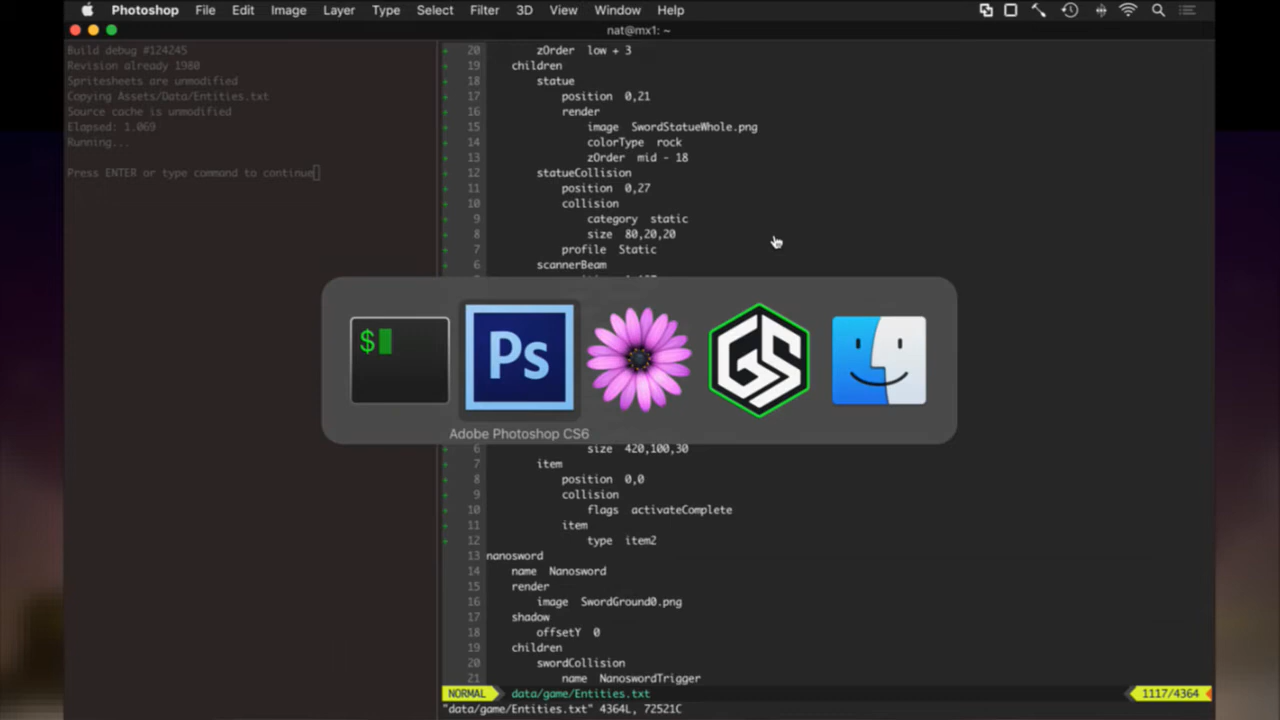 Photoshop File Edit Image Layer Type Select Filter 3D View Window Help
nat@mx1: ~
Build debug #124245
Revision already 1980
Spritesheets are unmodified
Copying Assets/Data/Entities.txt
Source cache is unmodified
Elapsed: 1.069
Running...
Press ENTER or type command to continue
20 zOrder low + 3
19 children
18 statue
17 position 0,21
16 render
15 image SwordStatueWhole.png
14 colorType rock
13 zOrder mid - 18
12 statueCollision
11 position 0,27
10 collision
9 category static
8 size 80,20,20
7 profile Static
6 scannerBeam
$
Ps
GS
Adobe Photoshop CS6
6 size 420,100,30
7 item
8 position 0,0
9 collision
10 flags activateComplete
11 item
12 type item2
13 nanosword
14 name Nanosword
15 render
16 image SwordGround0.png
17 shadow
18 offsetY 0
19 children
20 swordCollision
21 name NanoswordTrigger
NORMAL data/game/Entities.txt 1117/4364
"data/game/Entities.txt" 4364L, 72521C